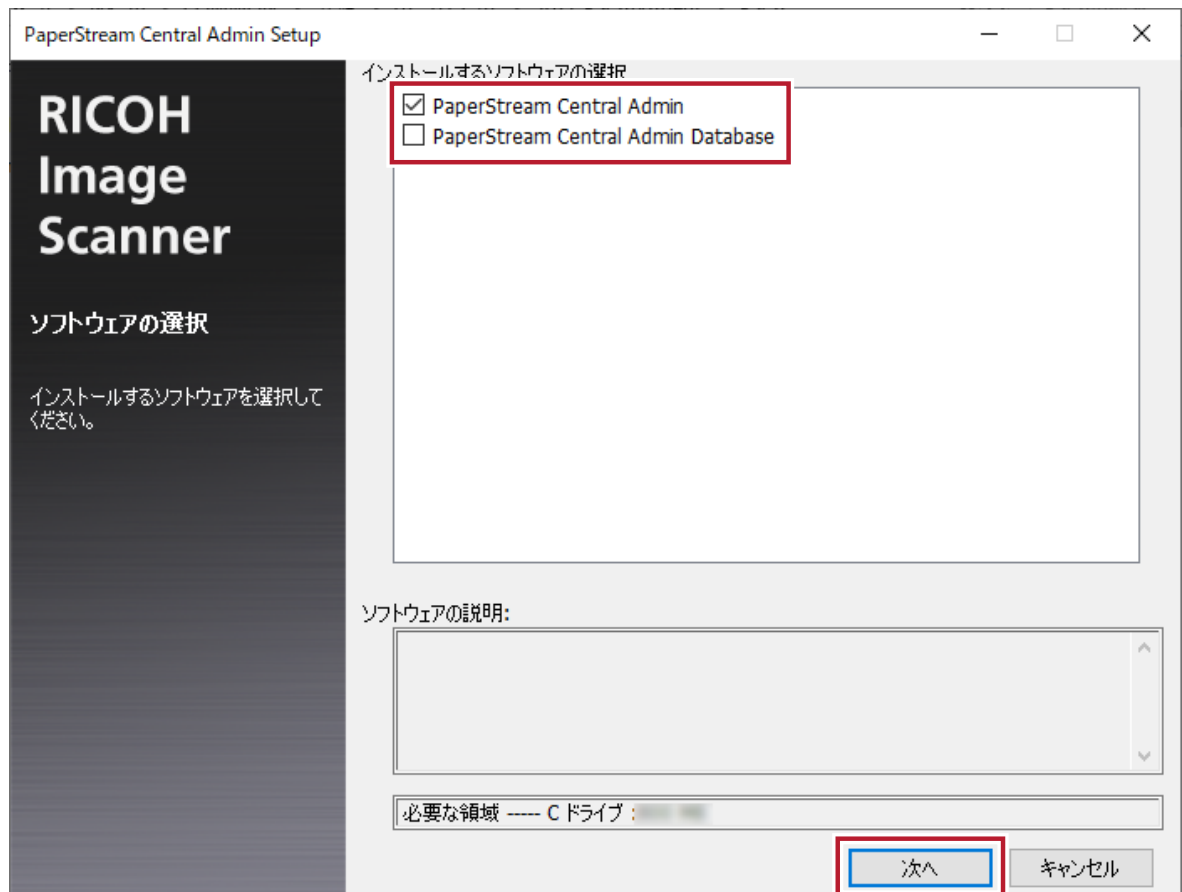 PaperStream Central Admin Setup
RICOH
Image
Scanner
ソフトウェアの選択
インストールするソフトウェアを選択して
ください。
インストールするソフトウェアの選択
PaperStream Central Admin
PaperStream Central Admin Database
ソフトウェアの説明:
必要な領域 ----- C ドライブ :
次へ
キャンセル